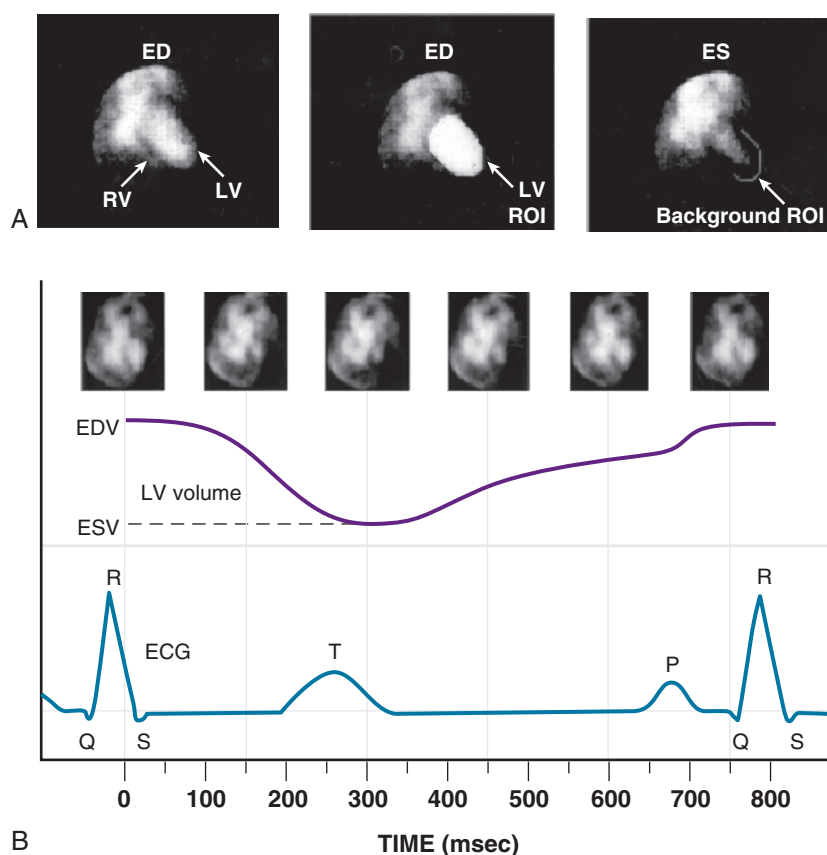 ED
RV
LV
ED
LV
ROI
ES
Background ROI
A
EDV
LV volume
ESV
R
ECG
T
P
R
Q
S
Q
S
0 100 200 300 400 500 600 700 800
TIME (msec)
B